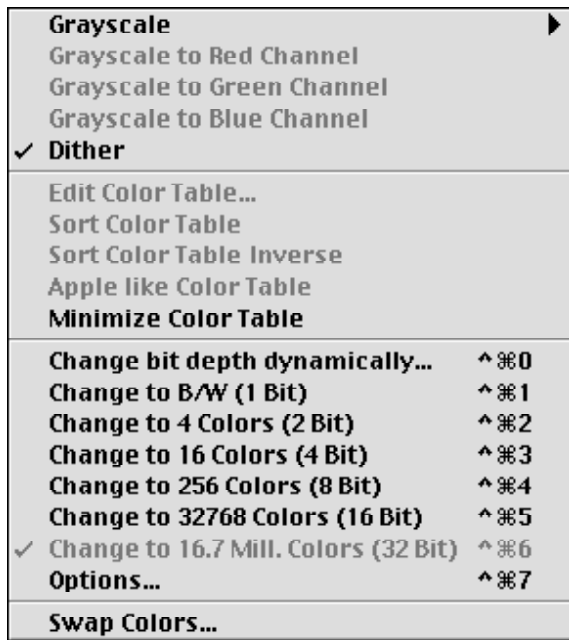 Grayscale
Grayscale to Red Channel
Grayscale to Green Channel
Grayscale to Blue Channel
✓ Dither
Edit Color Table...
Sort Color Table
Sort Color Table Inverse
Apple like Color Table
Minimize Color Table
Change bit depth dynamically... ^⌘0
Change to B/W (1 Bit) ^⌘1
Change to 4 Colors (2 Bit) ^⌘2
Change to 16 Colors (4 Bit) ^⌘3
Change to 256 Colors (8 Bit) ^⌘4
Change to 32768 Colors (16 Bit) ^⌘5
✓ Change to 16.7 Mill. Colors (32 Bit) ^⌘6
Options... ^⌘7
Swap Colors...